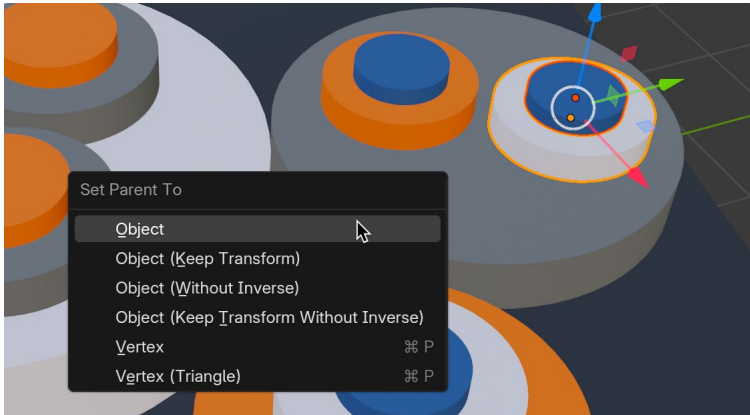 Set Parent To
Object
Object (Keep Transform)
Object (Without Inverse)
Object (Keep Transform Without Inverse)
Vertex ⌘ P
Vertex (Triangle) ⌘ P